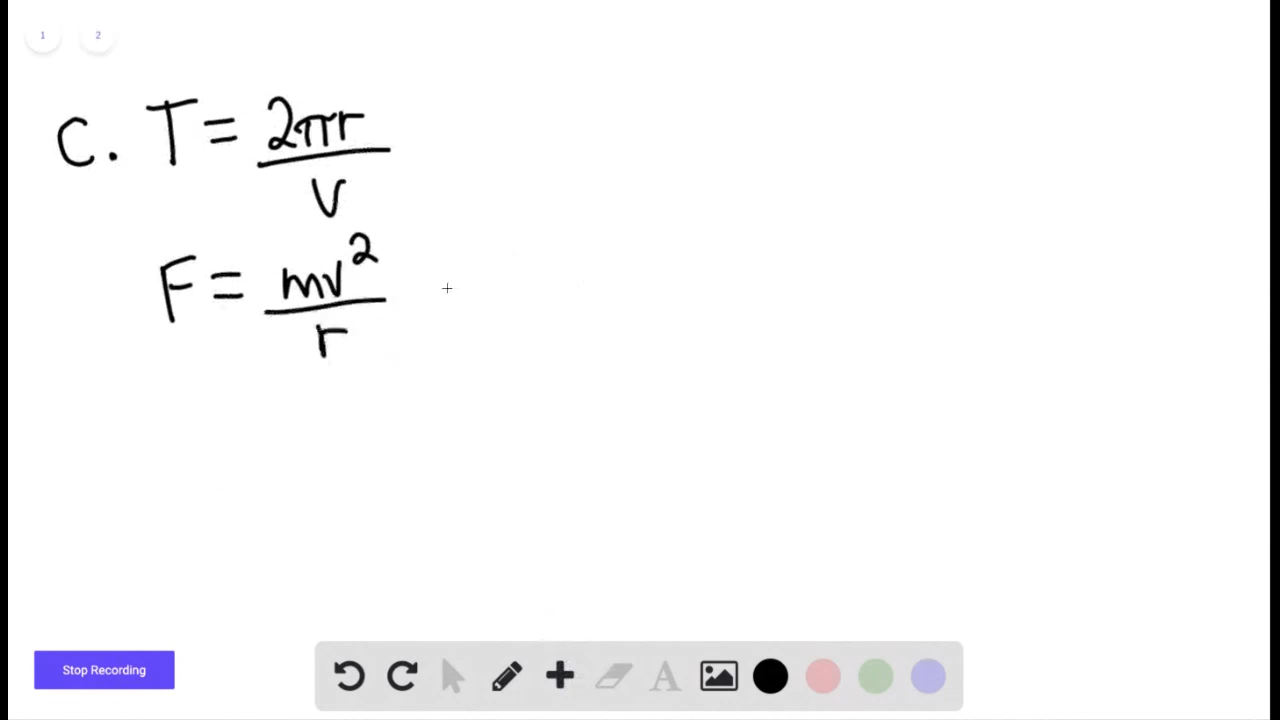 1 2
C. T = 2πr / v
F = mv² / r
Stop Recording
A